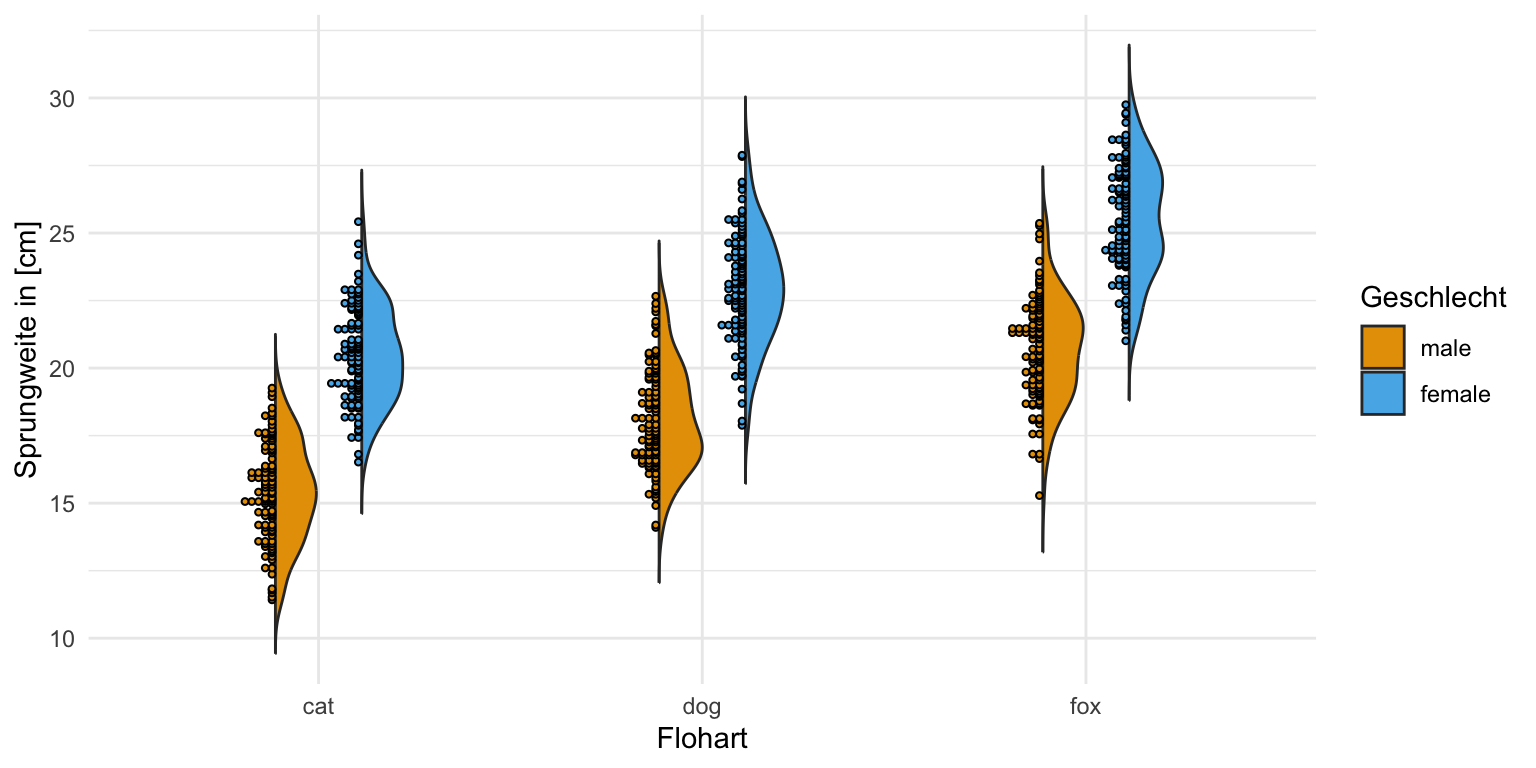 Sprungweite in [cm]
30
25
20
15
10
cat
dog
fox
Flohart
Geschlecht
male
female